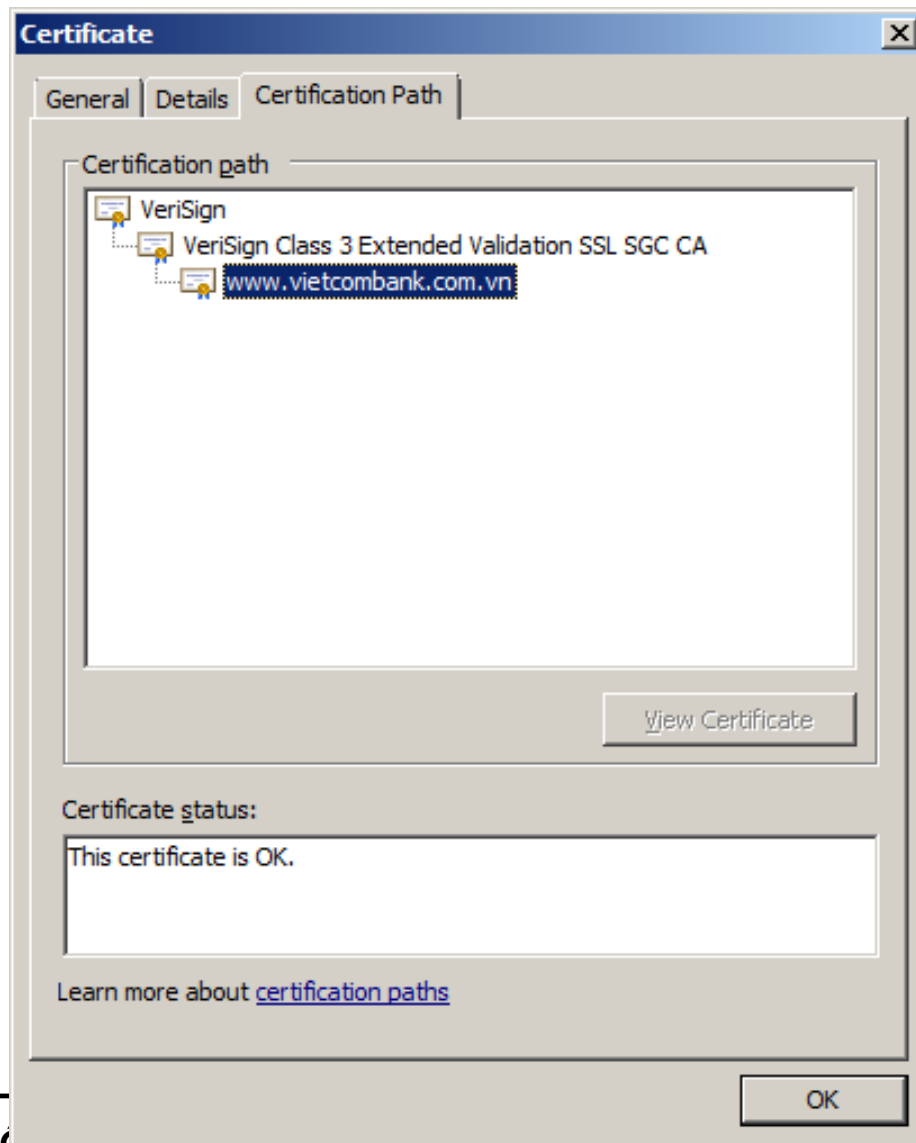 Certificate
General Details Certification Path
Certification path
VeriSign
VeriSign Class 3 Extended Validation SSL SGC CA
www.vietcombank.com.vn
View Certificate
Certificate status:
This certificate is OK.
Learn more about certification paths
OK